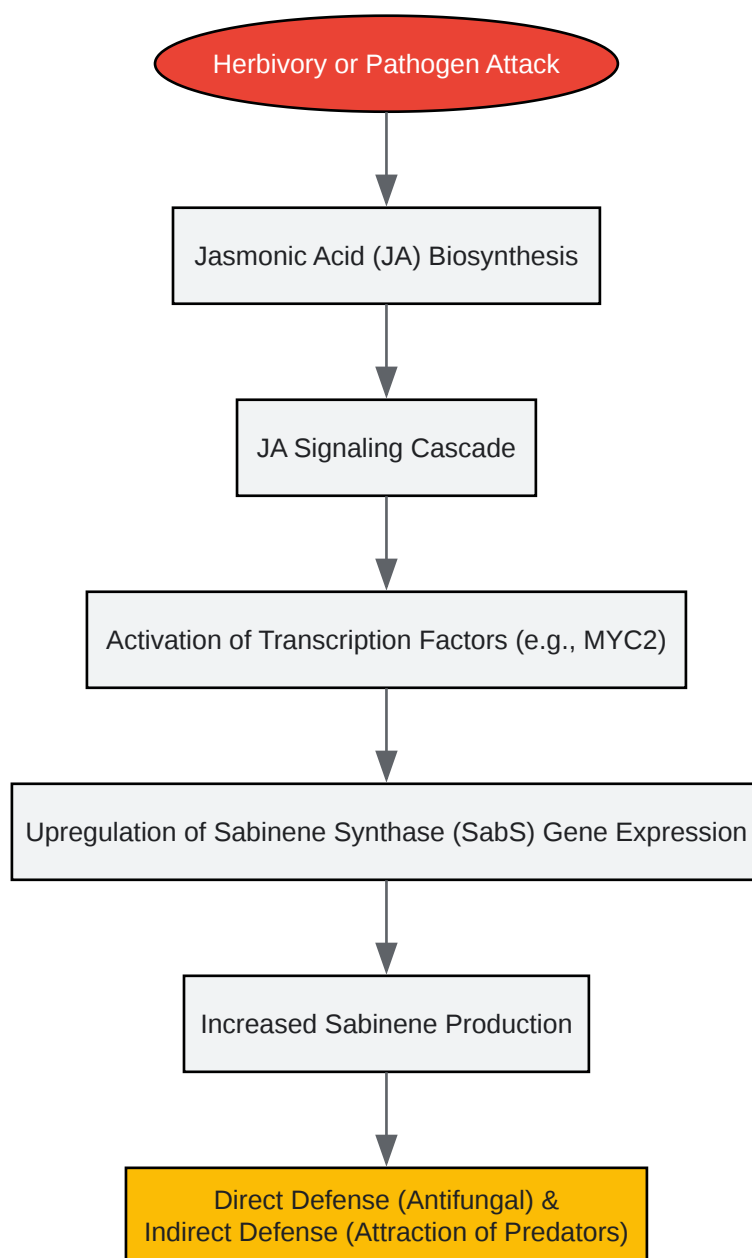 Herbivory or Pathogen Attack
Jasmonic Acid (JA) Biosynthesis
JA Signaling Cascade
Activation of Transcription Factors (e.g., MYC2)
Upregulation of Sabinene Synthase (SabS) Gene Expression
Increased Sabinene Production
Direct Defense (Antifungal) &
Indirect Defense (Attraction of Predators)